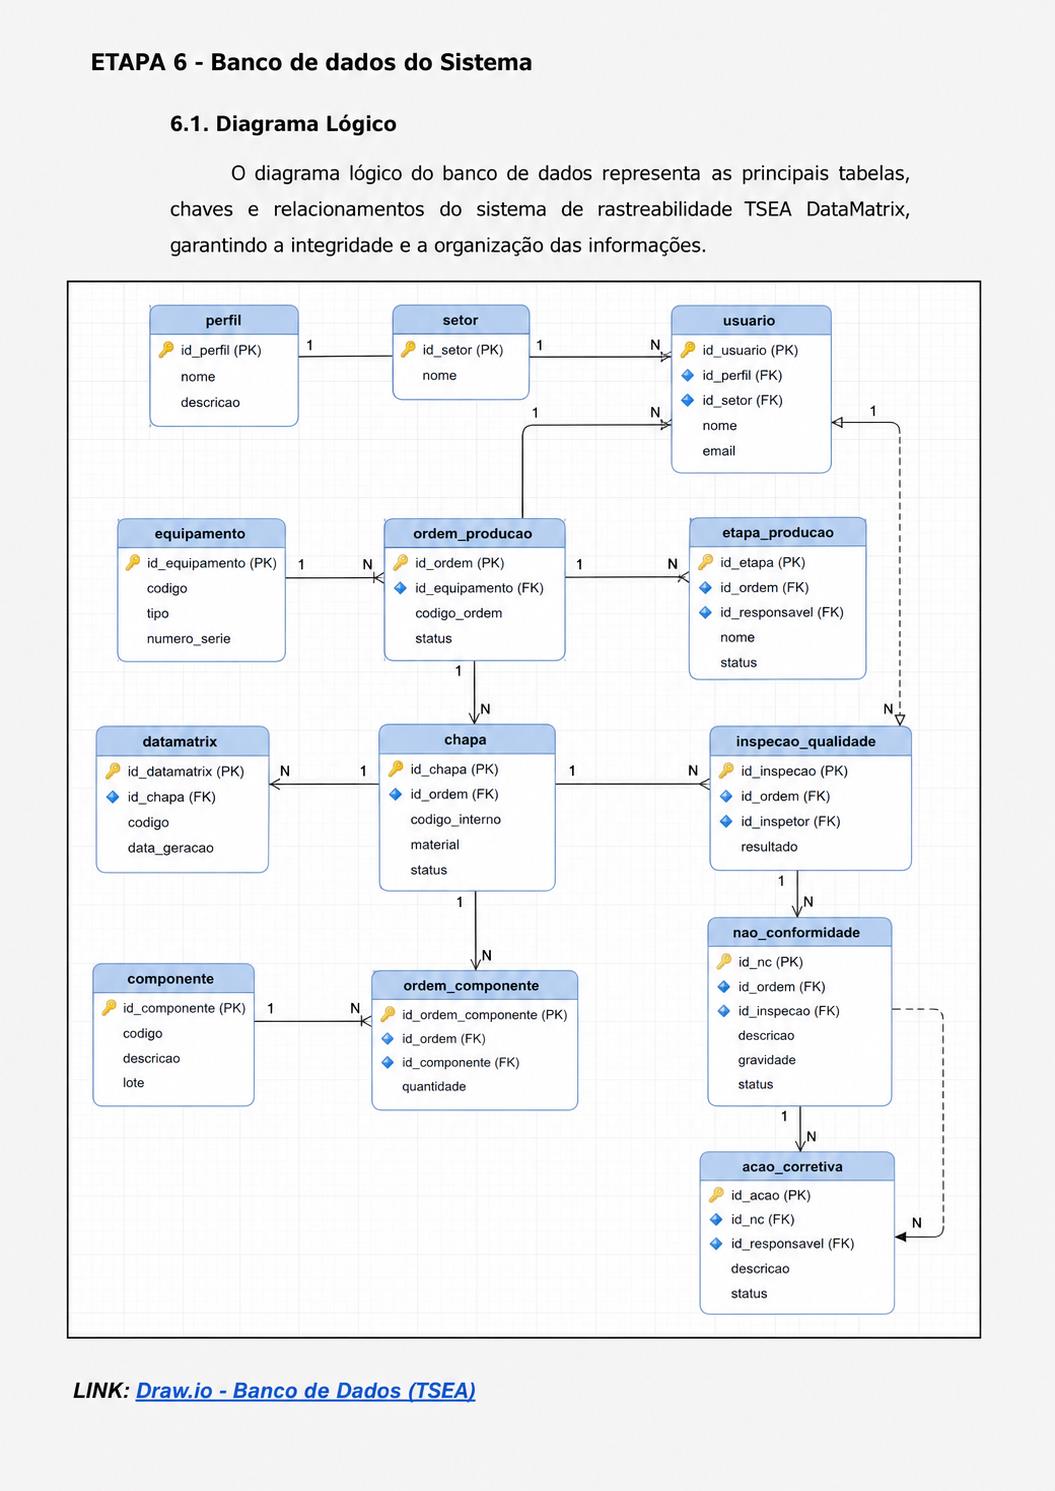 ETAPA 6 - Banco de dados do Sistema
6.1. Diagrama Lógico
O diagrama lógico do banco de dados representa as principais tabelas,
chaves e relacionamentos do sistema de rastreabilidade TSEA DataMatrix,
garantindo a integridade e a organização das informações.
perfil
id_perfil (PK)
nome
descricao
1
setor
id_setor (PK)
nome
1
N
usuario
id_usuario (PK)
id_perfil (FK)
id_setor (FK)
nome
email
1
N
1
equipamento
id_equipamento (PK)
codigo
tipo
numero_serie
1
N
ordem_producao
id_ordem (PK)
id_equipamento (FK)
codigo_ordem
status
1
N
etapa_producao
id_etapa (PK)
id_ordem (FK)
id_responsavel (FK)
nome
status
1
N
N
datamatrix
id_datamatrix (PK)
id_chapa (FK)
codigo
data_geracao
N
1
chapa
id_chapa (PK)
id_ordem (FK)
codigo_interno
material
status
1
N
inspecao_qualidade
id_inspecao (PK)
id_ordem (FK)
id_inspetor (FK)
resultado
1
N
1
N
componente
id_componente (PK)
codigo
descricao
lote
1
N
ordem_componente
id_ordem_componente (PK)
id_ordem (FK)
id_componente (FK)
quantidade
nao_conformidade
id_nc (PK)
id_ordem (FK)
id_inspecao (FK)
descricao
gravidade
status
1
N
acao_corretiva
id_acao (PK)
id_nc (FK)
id_responsavel (FK)
descricao
status
N
LINK: Draw.io - Banco de Dados (TSEA)